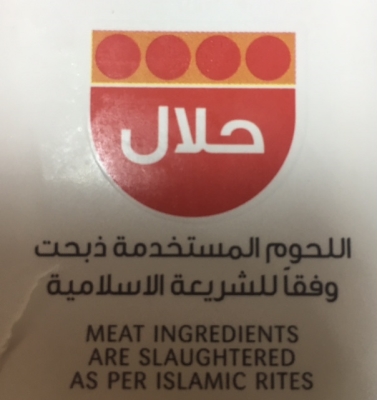 حلال
اللحوم المستخدمة ذبحت
وفقاً للشريعة الاسلامية
MEAT INGREDIENTS
ARE SLAUGHTERED
AS PER ISLAMIC RITES